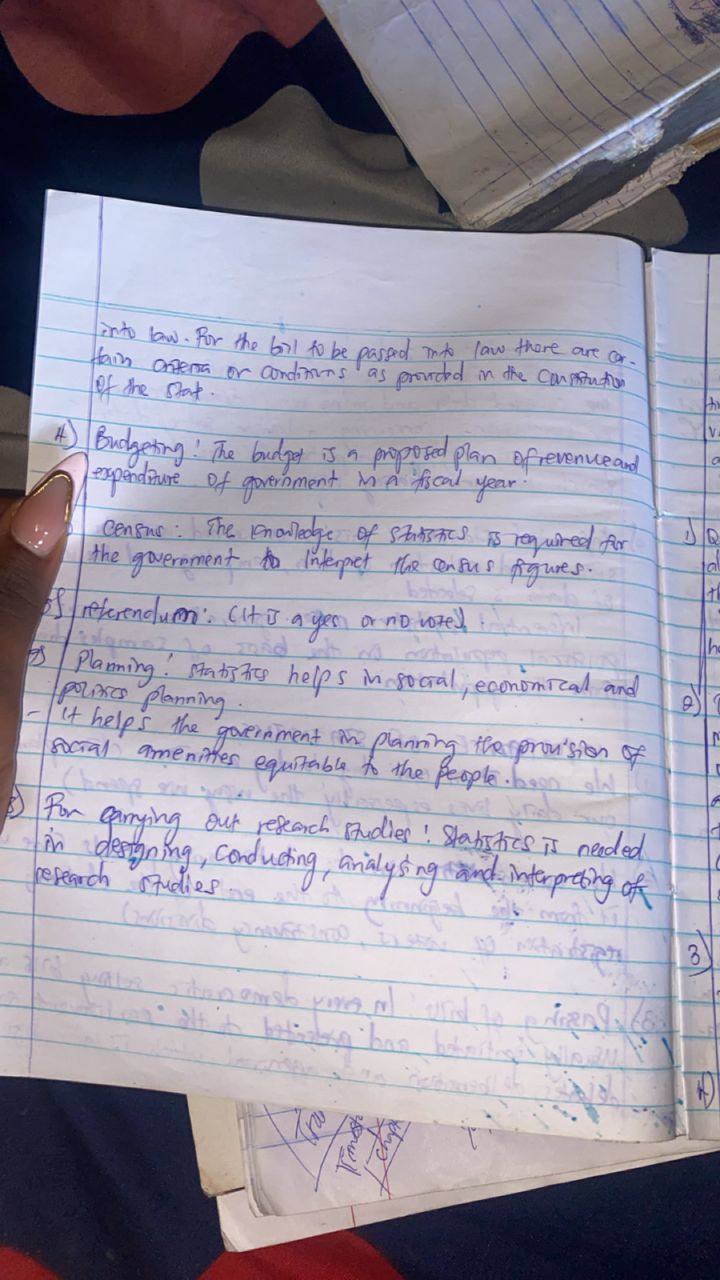 into law. For the bill to be passed into law there are cer-
tain criteria or conditions as provided in the Constitution
of the Stat.
4) Budgeting: The budget is a proposed plan of revenue and
expenditure of government in a fiscal year.
census: The knowledge of statistics is required for
the government to Interpret the census figures.
referendum: (It is a yes or no vote).
Planning: statistics helps in social, economical and
politics planning.
- It helps the government in planning the provision of
social amenities equitable to the people.
For carrying out research studies: Statistics is needed
in designing, conducting, analysing and interpreting of
research studies.
1)
2)
3)
4)